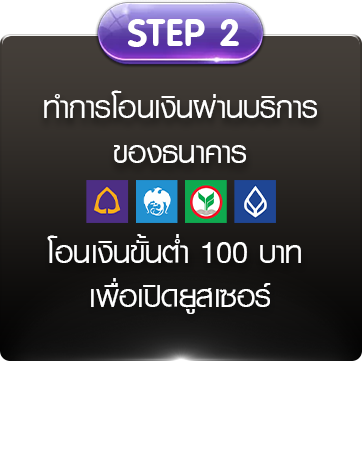 STEP 2
ทำการโอนเงินผ่านบริการ
ของธนาคาร
โอนเงินขั้นต่ำ 100 บาท
เพื่อเปิดยูสเซอร์